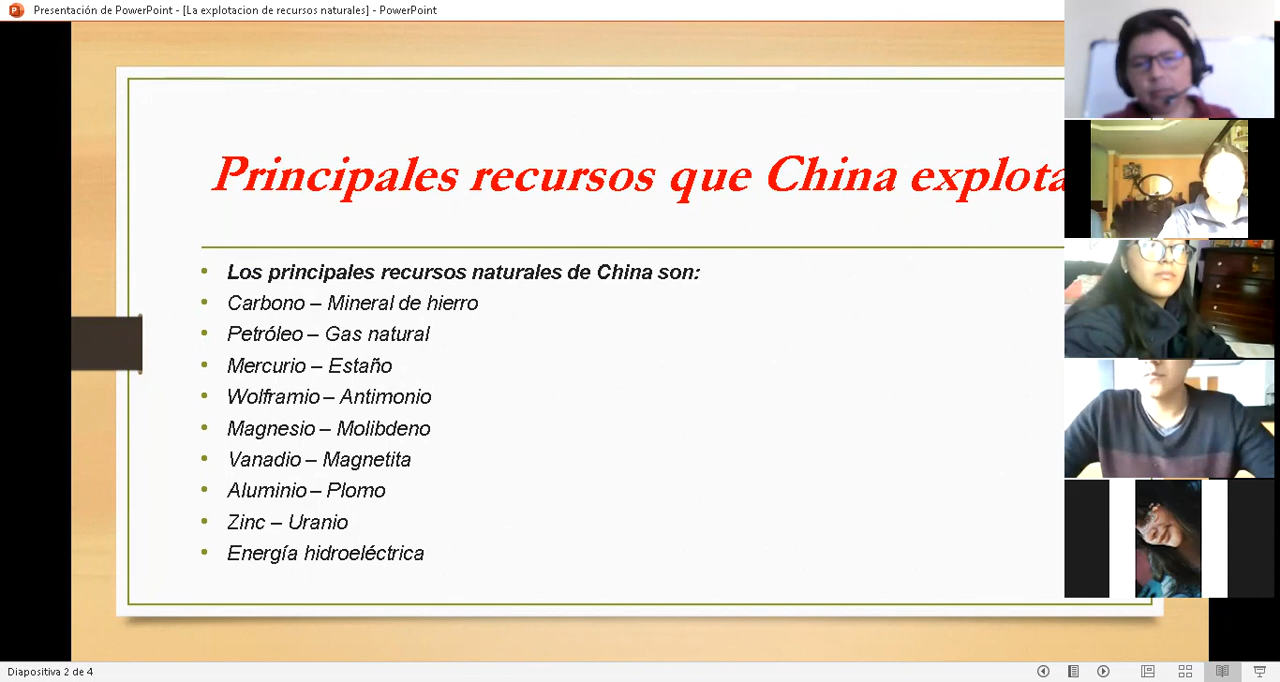 Presentación de PowerPoint - [La explotacion de recursos naturales] - PowerPoint
Principales recursos que China explota
Los principales recursos naturales de China son:
Carbono – Mineral de hierro
Petróleo – Gas natural
Mercurio – Estaño
Wolframio – Antimonio
Magnesio – Molibdeno
Vanadio – Magnetita
Aluminio – Plomo
Zinc – Uranio
Energía hidroeléctrica
Diapositiva 2 de 4